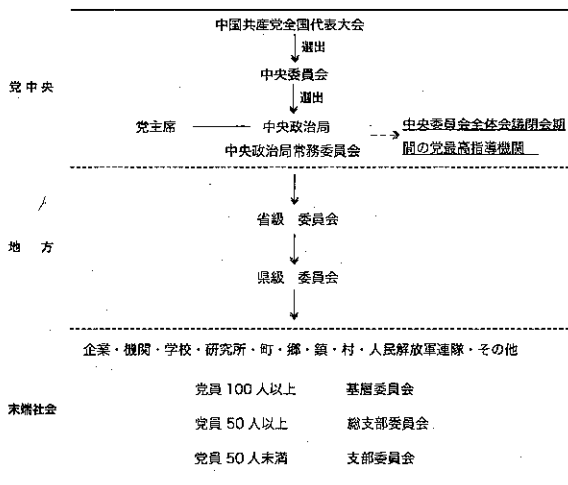 中国共産党全国代表大会
選出
中央委員会
党中央
選出
党主席 中央政治局
中央政治局常務委員会
中央委員会全体会議閉会期
間の党最高指導機関
省級 委員会
地 方
県級 委員会
企業・機関・学校・研究所・町・郷・鎮・村・人民解放軍連隊・その他
党員 100 人以上 基層委員会
末端社会
党員 50 人以上 総支部委員会
党員 50 人未満 支部委員会